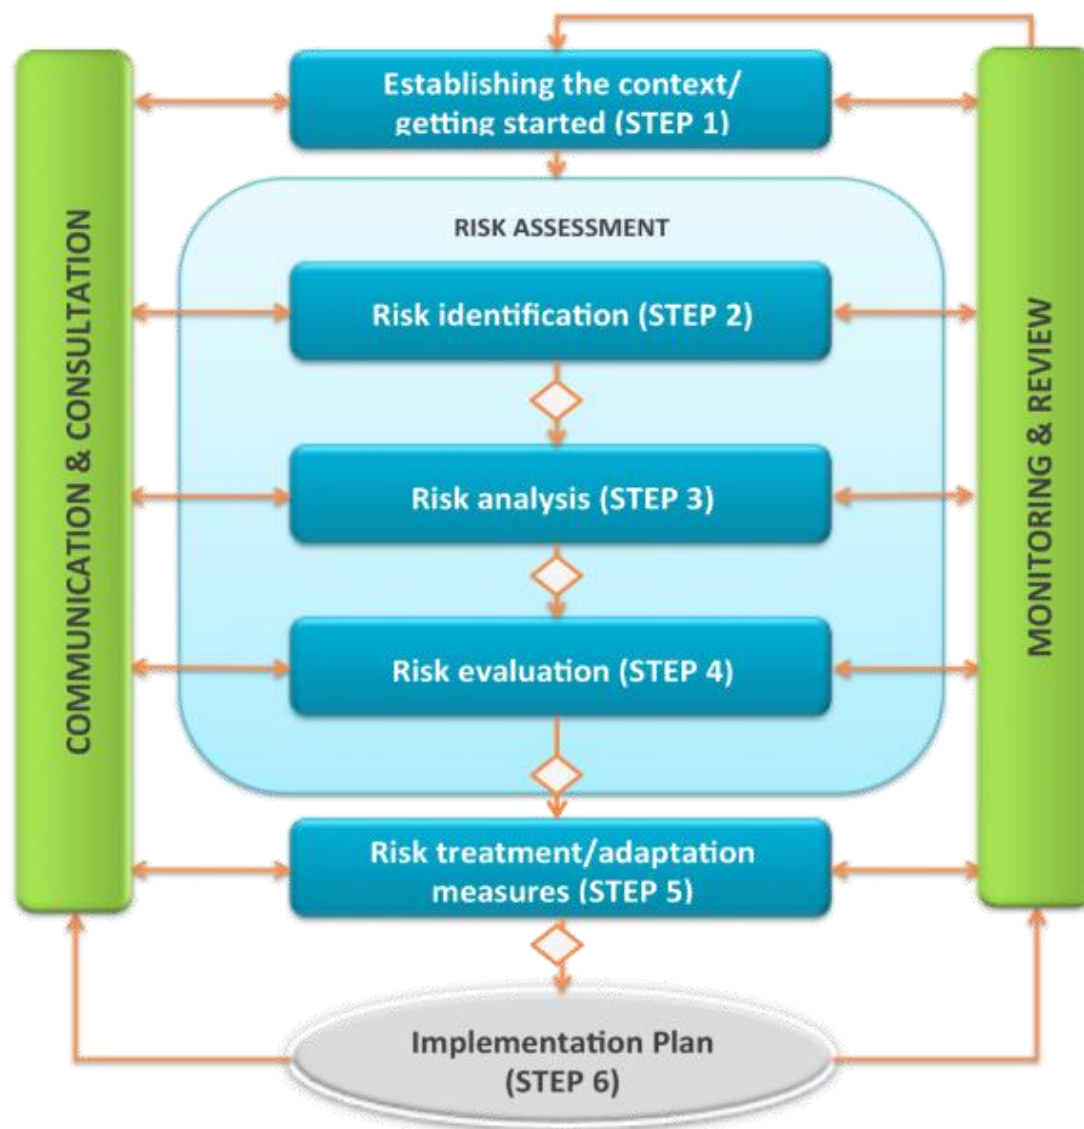 Establishing the context/
getting started (STEP 1)
COMMUNICATION & CONSULTATION
MONITORING & REVIEW
RISK ASSESSMENT
Risk identification (STEP 2)
Risk analysis (STEP 3)
Risk evaluation (STEP 4)
Risk treatment/adaptation
measures (STEP 5)
Implementation Plan
(STEP 6)